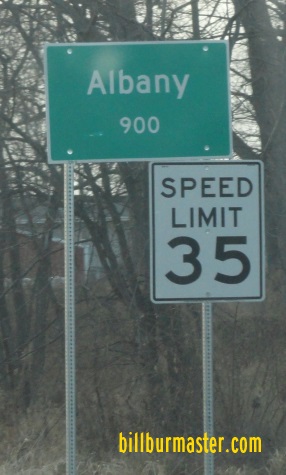 Albany
900
SPEED
LIMIT
35
billburmaster.com